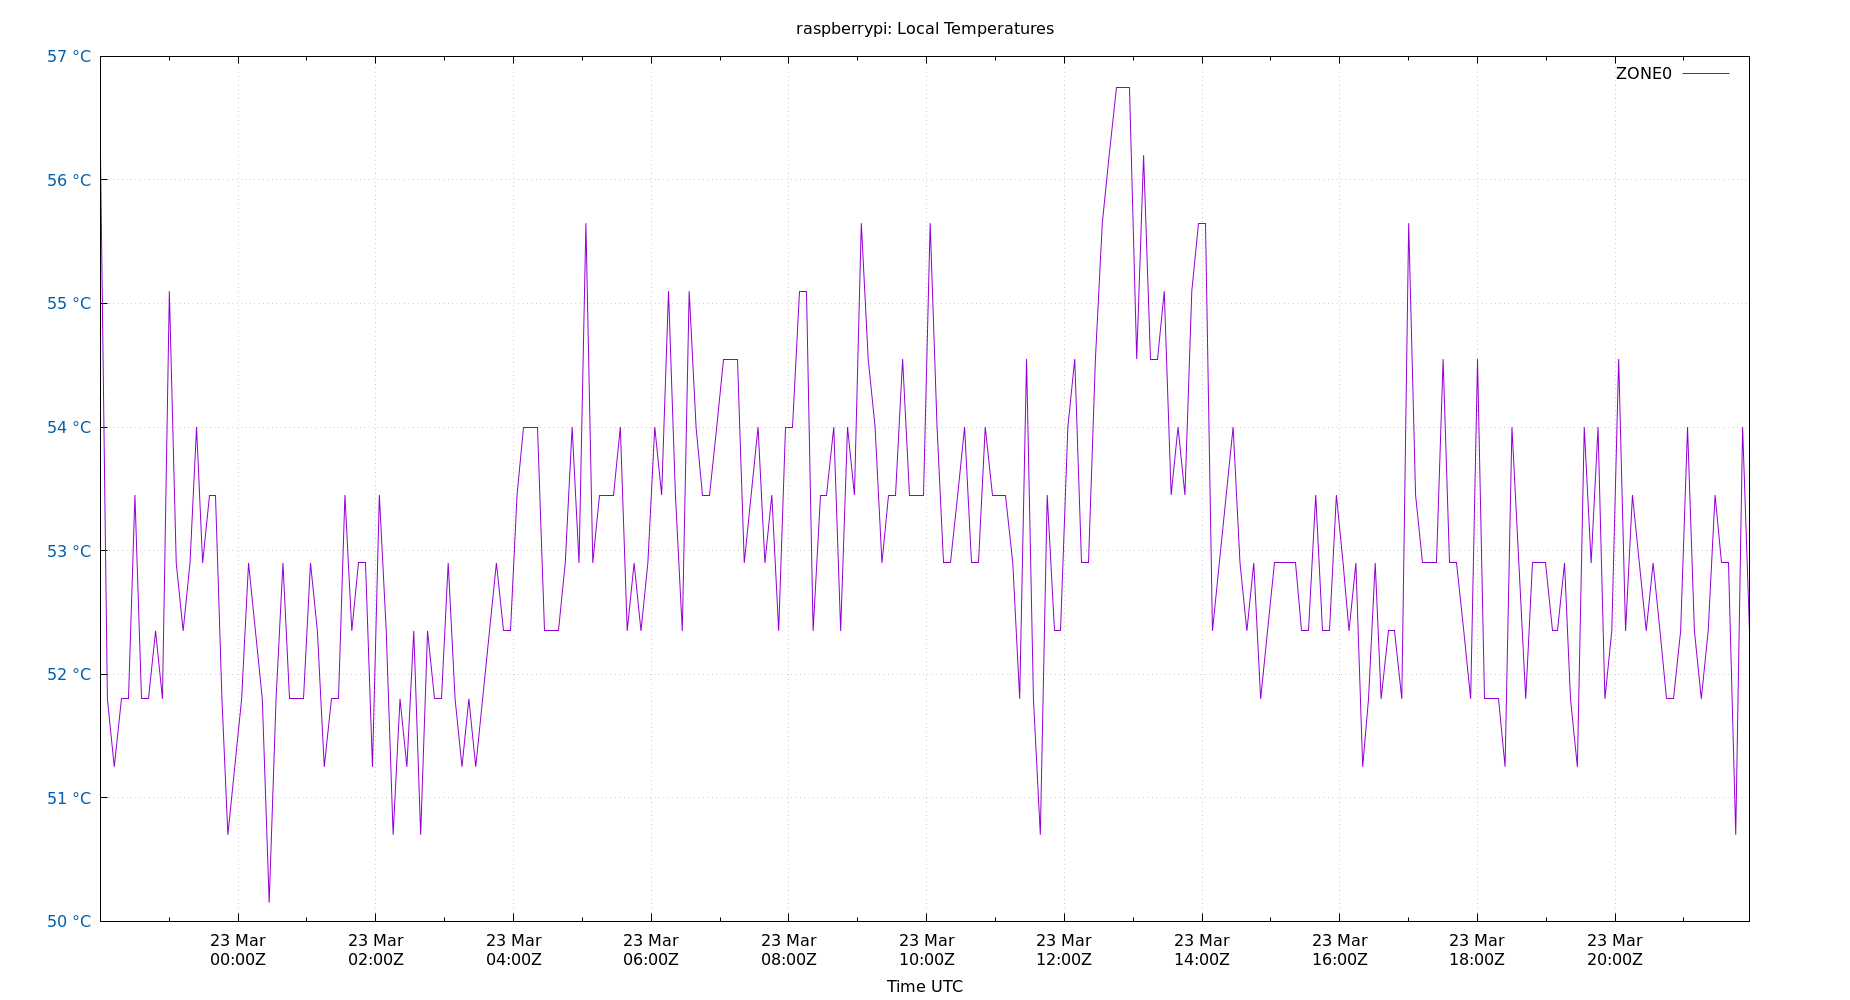 raspberrypi: Local Temperatures
57 °C
ZONE0
56 °C
55 °C
54 °C
53 °C
52 °C
51 °C
50 °C
23 Mar 23 Mar 23 Mar 23 Mar 23 Mar 23 Mar 23 Mar 23 Mar 23 Mar 23 Mar 23 Mar
00:00Z 02:00Z 04:00Z 06:00Z 08:00Z 10:00Z 12:00Z 14:00Z 16:00Z 18:00Z 20:00Z
Time UTC